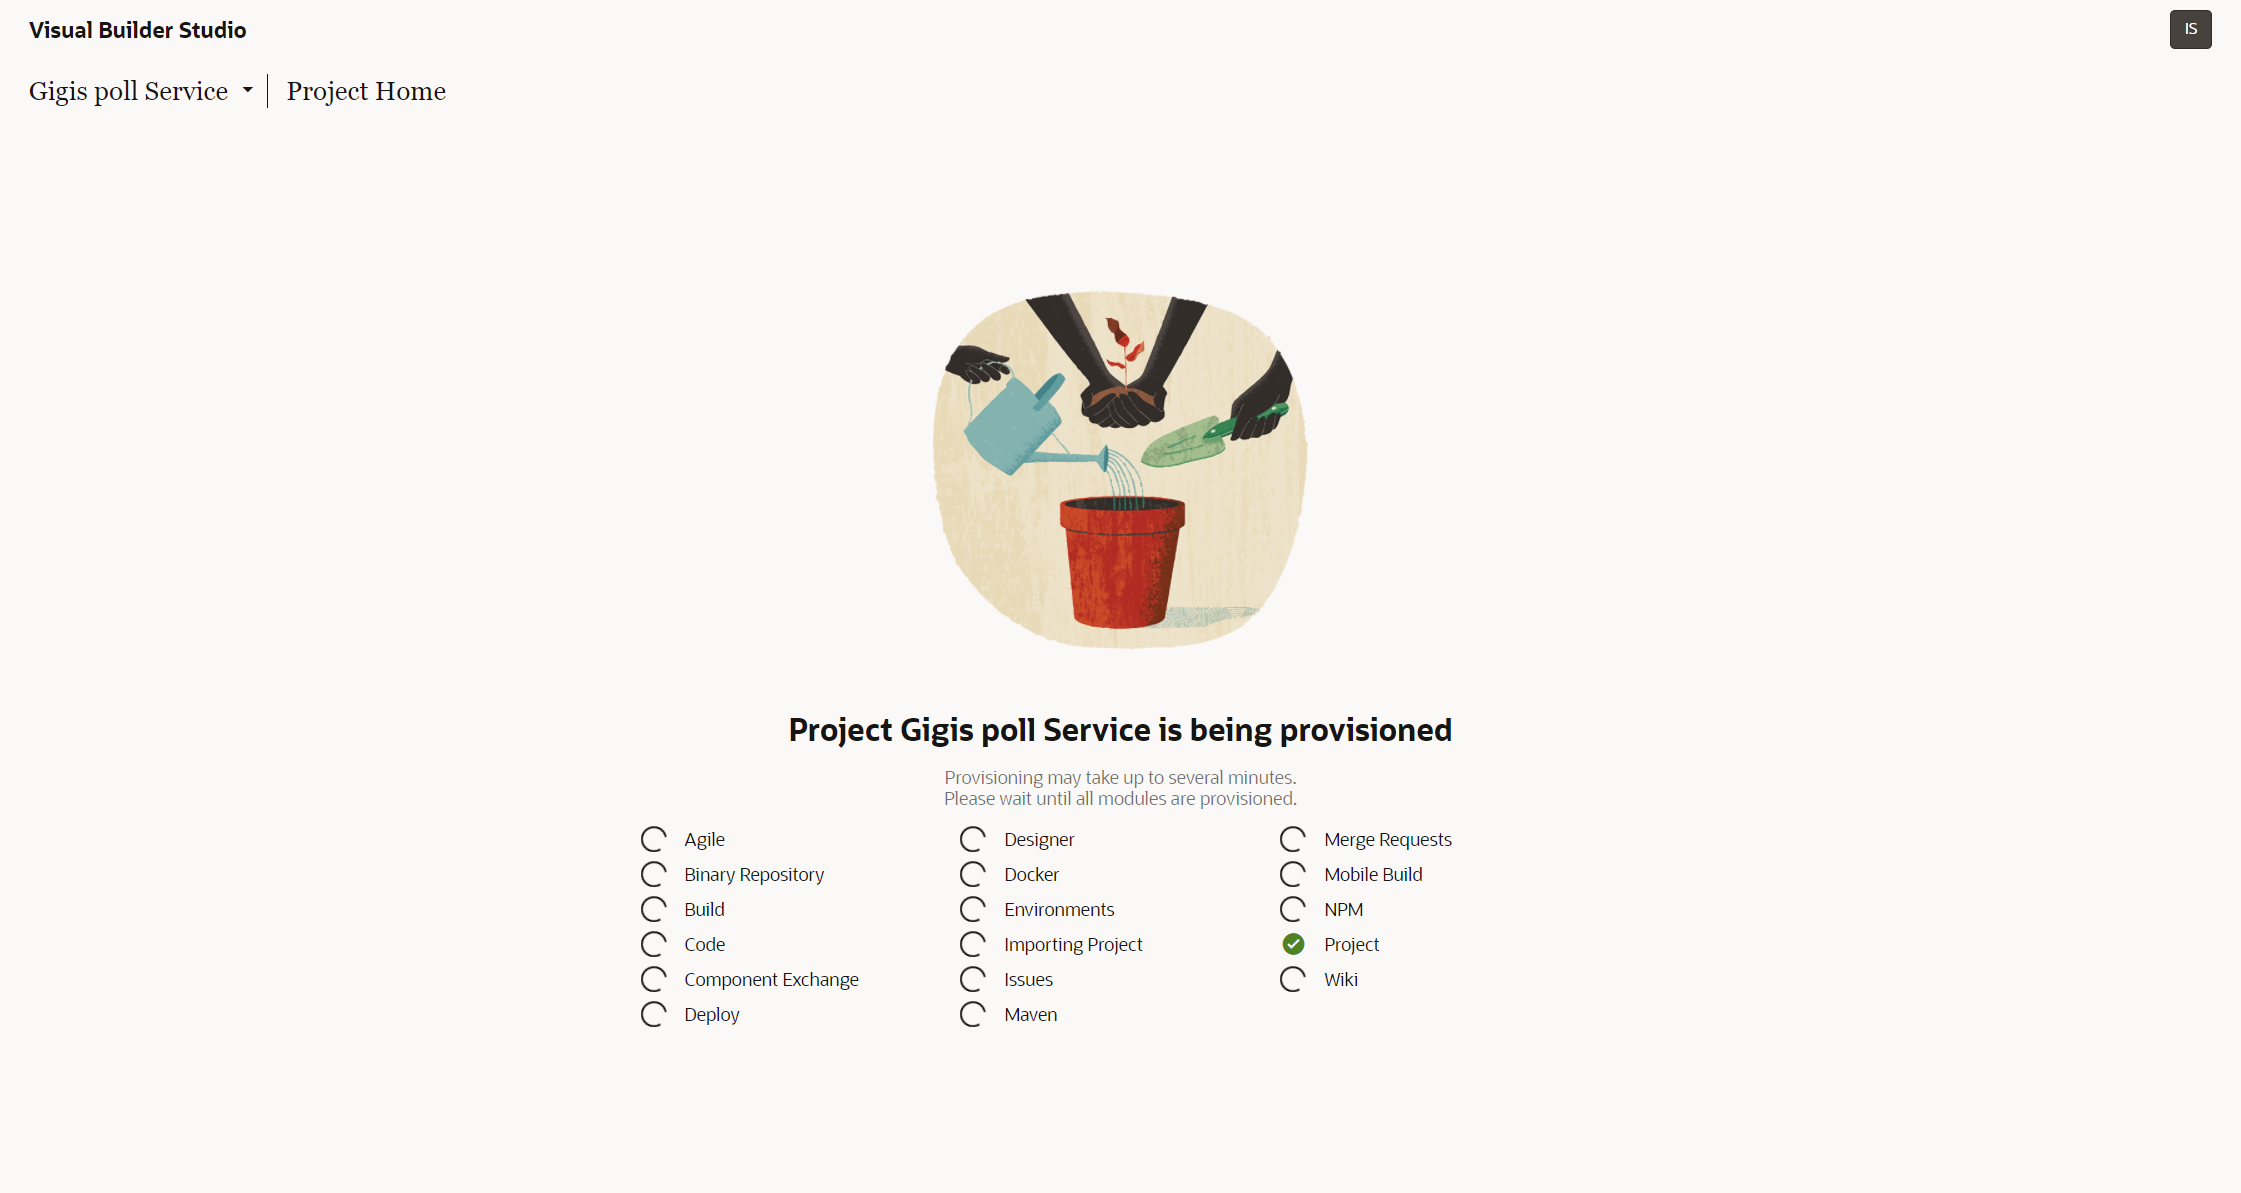 Visual Builder Studio
IS
Gigis poll Service
Project Home
Project Gigis poll Service is being provisioned
Provisioning may take up to several minutes.
Please wait until all modules are provisioned.
Agile
Binary Repository
Build
Code
Component Exchange
Deploy
Designer
Docker
Environments
Importing Project
Issues
Maven
Merge Requests
Mobile Build
NPM
Project
Wiki